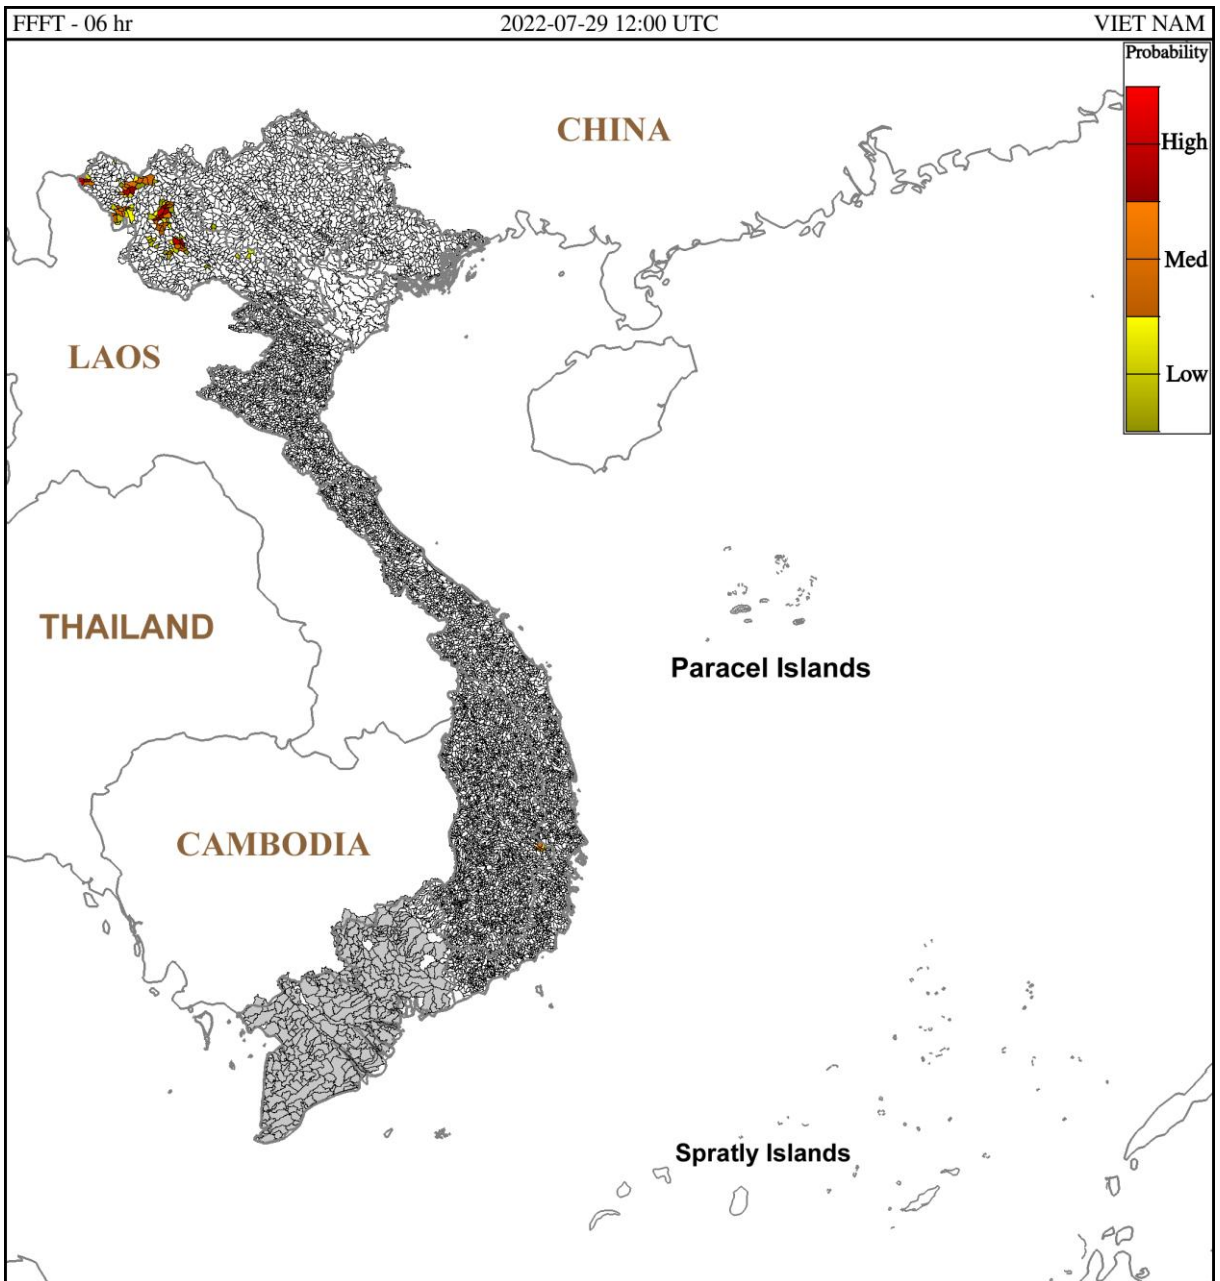 FFFT - 06 hr 2022-07-29 12:00 UTC VIET NAM
Probability
CHINA
High
Med
LAOS
Low
THAILAND
Paracel Islands
CAMBODIA
Spratly Islands